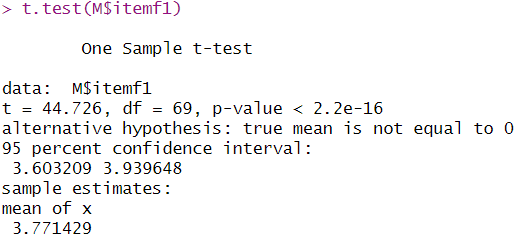 > t.test(M$itemf1)
One Sample t-test
data:  M$itemf1
t = 44.726, df = 69, p-value < 2.2e-16
alternative hypothesis: true mean is not equal to 0
95 percent confidence interval:
3.603209 3.939648
sample estimates:
mean of x
3.771429